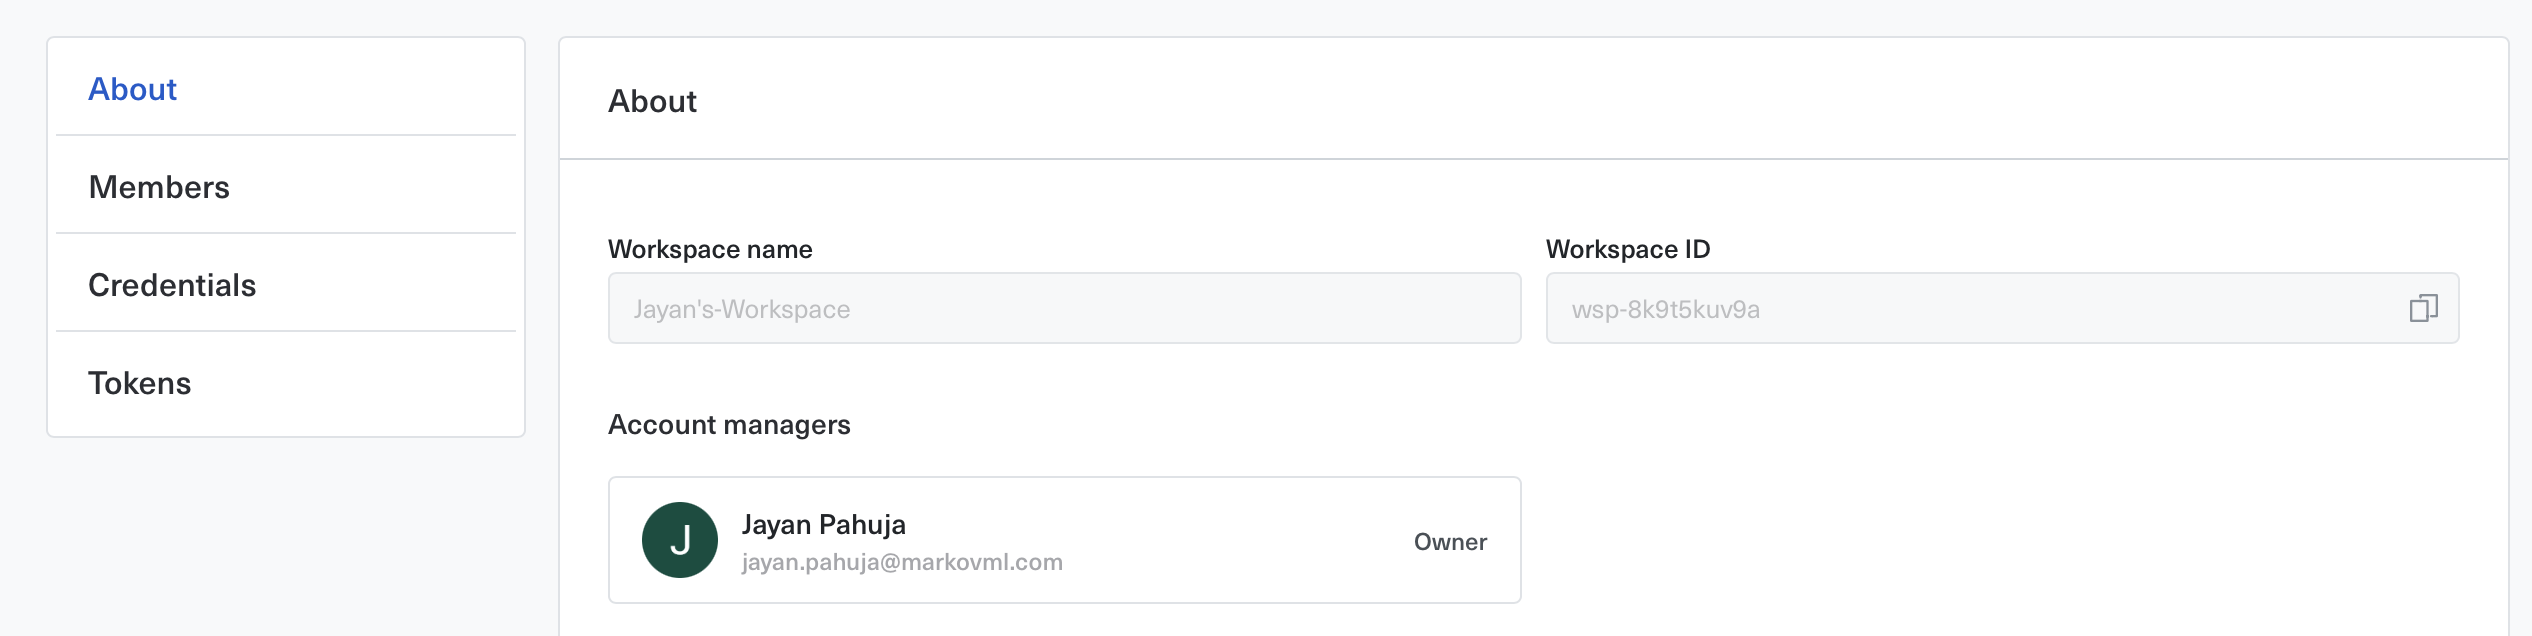 About
Members
Credentials
Tokens
About
Workspace name
Jayan's-Workspace
Workspace ID
wsp-8k9t5kuv9a
Account managers
J
Jayan Pahuja
jayan.pahuja@markovml.com
Owner